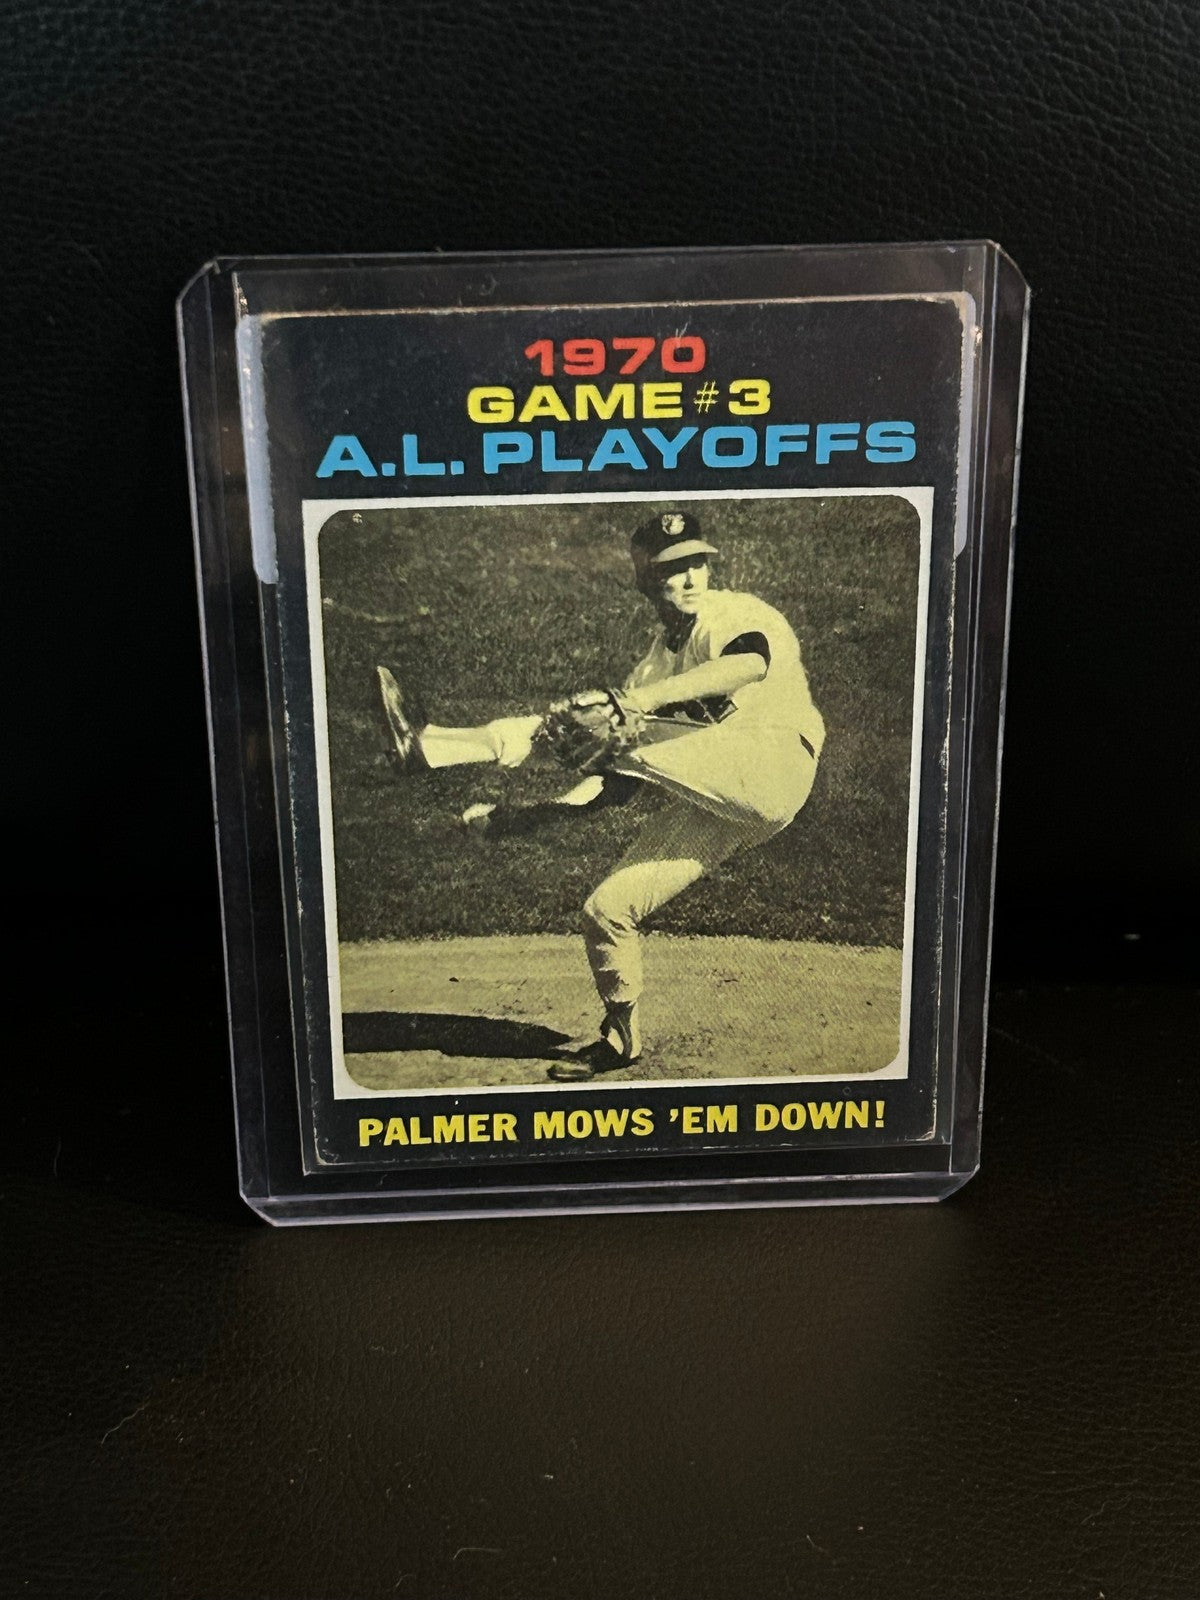 1970
GAME #3
A.L. PLAYOFFS
PALMER MOWS 'EM DOWN!